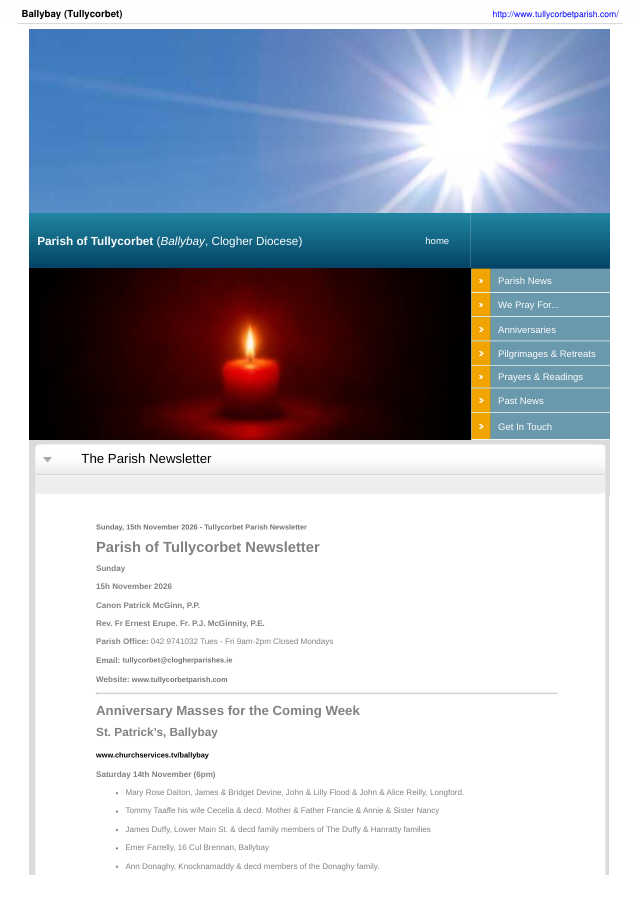 Ballybay (Tullycorbet)
http://www.tullycorbetparish.com/
Parish of Tullycorbet (Ballybay, Clogher Diocese)
home
Parish News
We Pray For...
Anniversaries
Pilgrimages & Retreats
Prayers & Readings
Past News
Get In Touch
The Parish Newsletter
Sunday, 15th November 2026 - Tullycorbet Parish Newsletter
Parish of Tullycorbet Newsletter
Sunday
15h November 2026
Canon Patrick McGinn, P.P.
Rev. Fr Ernest Erupe. Fr. P.J. McGinnity, P.E.
Parish Office: 042 9741032 Tues - Fri 9am-2pm Closed Mondays
Email: tullycorbet@clogherparishes.ie
Website: www.tullycorbetparish.com
Anniversary Masses for the Coming Week
St. Patrick's, Ballybay
www.churchservices.tv/ballybay
Saturday 14th November (6pm)
• Mary Rose Dalton, James & Bridget Devine, John & Lilly Flood & John & Alice Reilly, Longford.
• Tommy Taaffe his wife Cecelia & decd. Mother & Father Francie & Annie & Sister Nancy
• James Duffy, Lower Main St. & decd family members of The Duffy & Hanratty families
• Emer Farrelly, 16 Cul Brennan, Ballybay
• Ann Donaghy, Knocknamaddy & decd members of the Donaghy family.